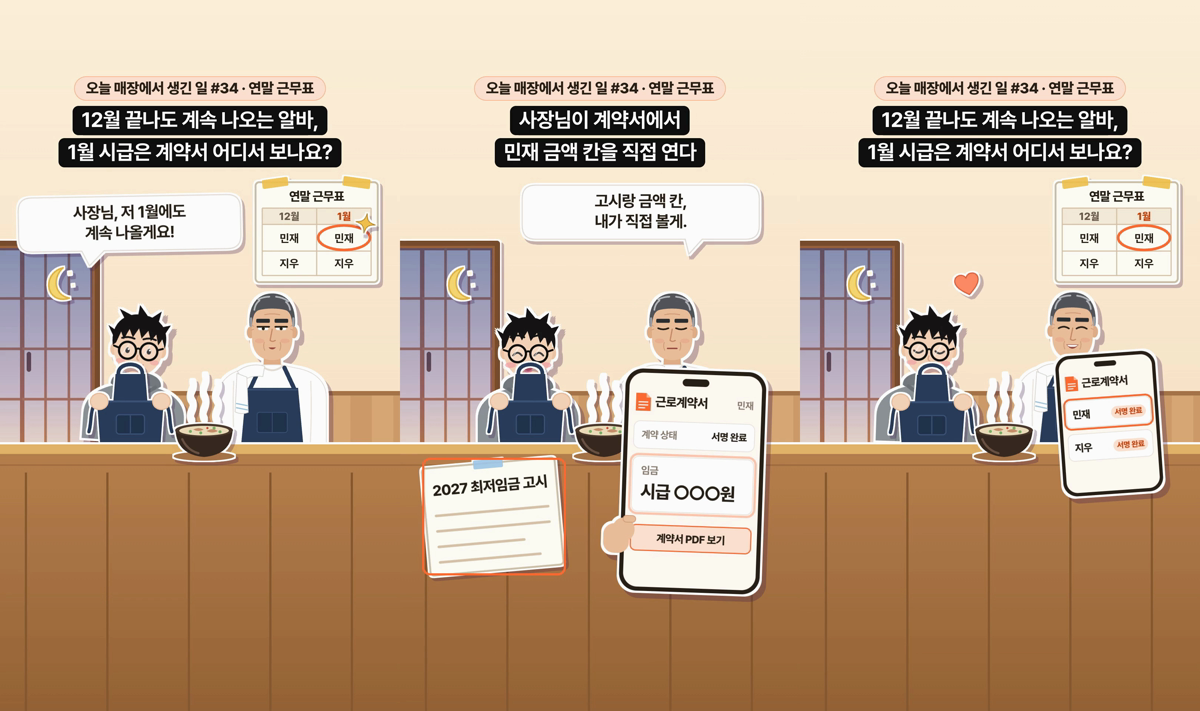 오늘 매장에서 생긴 일 #34 · 연말 근무표
12월 끝나도 계속 나오는 알바,
1월 시급은 계약서 어디서 보나요?
사장님, 저 1월에도
계속 나올게요!
연말 근무표
12월 1월
민재 민재
지우 지우
오늘 매장에서 생긴 일 #34 · 연말 근무표
사장님이 계약서에서
민재 금액 칸을 직접 연다
고시랑 금액 칸,
내가 직접 볼게.
2027 최저임금 고시
근로계약서 민재
계약 상태 서명 완료
임금
시급 ○○○원
계약서 PDF 보기
오늘 매장에서 생긴 일 #34 · 연말 근무표
12월 끝나도 계속 나오는 알바,
1월 시급은 계약서 어디서 보나요?
연말 근무표
12월 1월
민재 민재
지우 지우
근로계약서
민재 서명 완료
지우 서명 완료